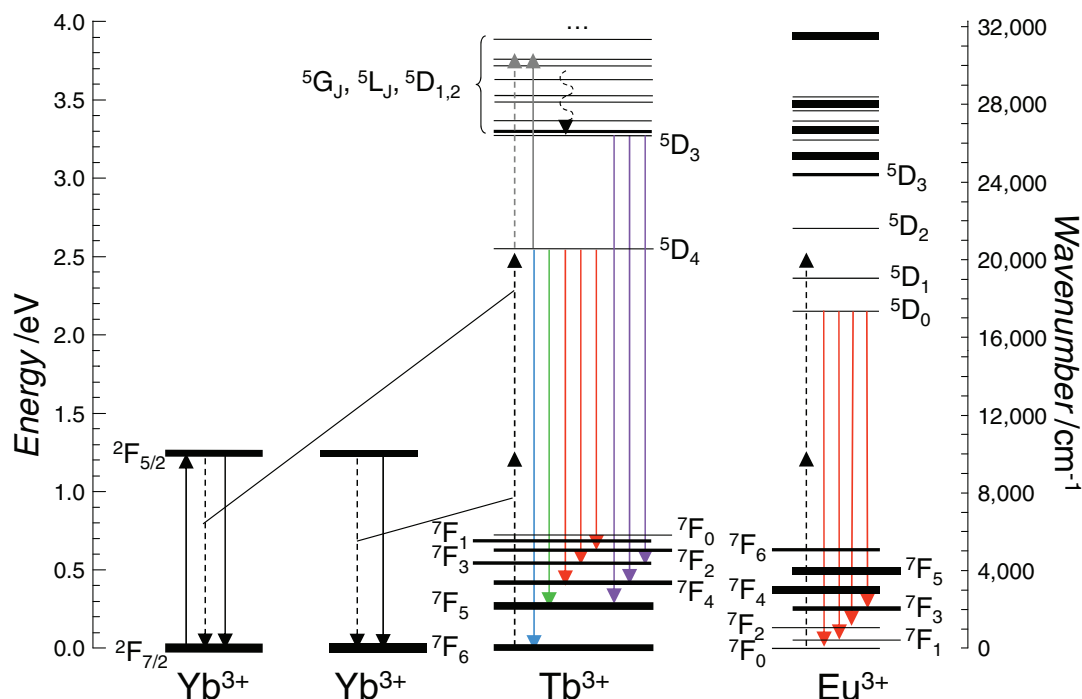 Energy /eV
4.0
3.5
3.0
2.5
2.0
1.5
1.0
0.5
0.0
²F₅/₂
²F₇/₂
Yb³⁺
Yb³⁺
...
⁵G_J, ⁵L_J, ⁵D₁,₂
⁵D₃
⁵D₄
⁷F₁
⁷F₃
⁷F₅
⁷F₆
⁷F₀
⁷F₂
⁷F₄
Tb³⁺
⁵D₃
⁵D₂
⁵D₁
⁵D₀
⁷F₆
⁷F₄
⁷F₂
⁷F₀
⁷F₅
⁷F₃
⁷F₁
Eu³⁺
32,000
28,000
24,000
20,000
16,000
12,000
8,000
4,000
0
Wavenumber /cm⁻¹